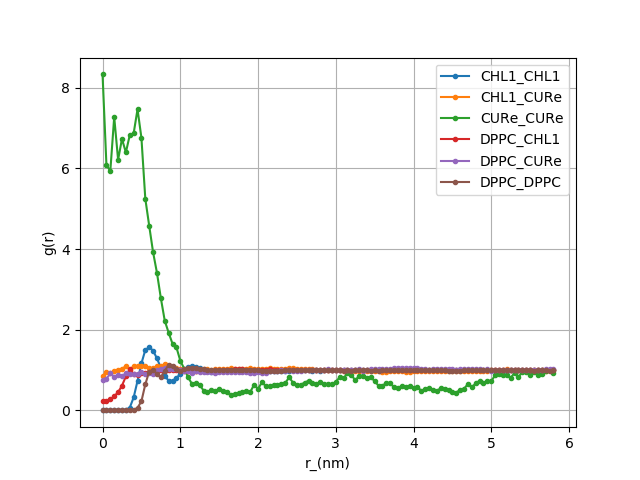 CHL1_CHL1
CHL1_CURe
CURe_CURe
DPPC_CHL1
DPPC_CURe
DPPC_DPPC
8
6
4
2
0
g(r)
0 1 2 3 4 5 6
r_(nm)